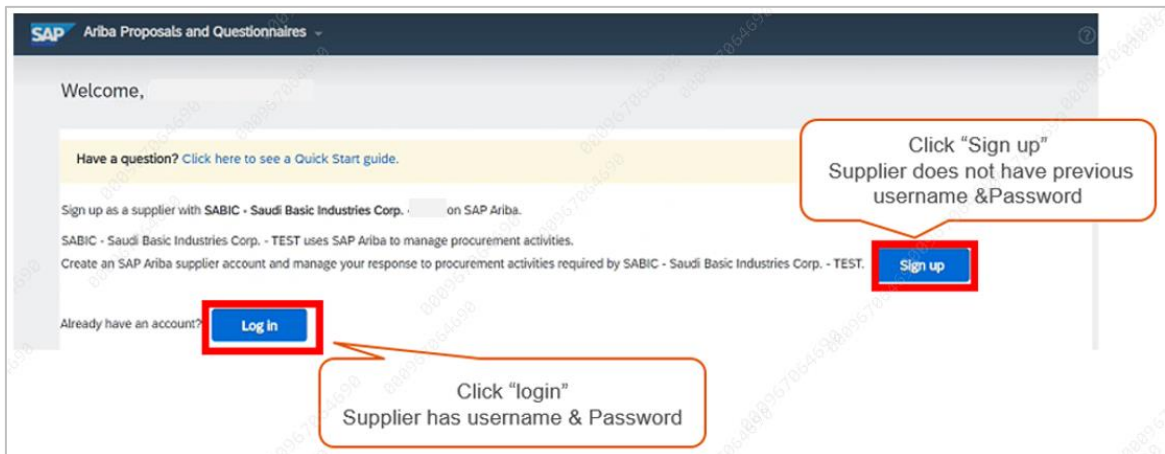 SAP Ariba Proposals and Questionnaires
Welcome,
Have a question? Click here to see a Quick Start guide.
Click “Sign up”
Supplier does not have previous
username &Password
Sign up as a supplier with SABIC - Saudi Basic Industries Corp. - on SAP Ariba.
SABIC - Saudi Basic Industries Corp. - TEST uses SAP Ariba to manage procurement activities.
Create an SAP Ariba supplier account and manage your response to procurement activities required by SABIC - Saudi Basic Industries Corp. - TEST. Sign up
Already have an account? Log in
Click “login”
Supplier has username & Password